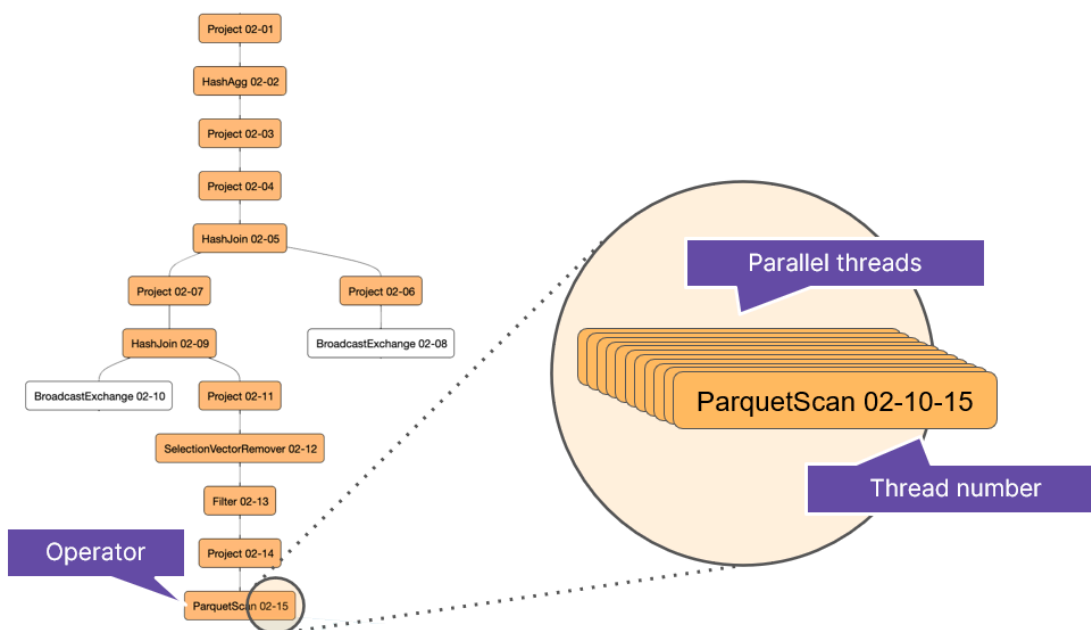 Project 02-01
HashAgg 02-02
Project 02-03
Project 02-04
HashJoin 02-05
Project 02-07
Project 02-06
HashJoin 02-09
BroadcastExchange 02-08
BroadcastExchange 02-10
Project 02-11
SelectionVectorRemover 02-12
Filter 02-13
Operator
Project 02-14
ParquetScan 02-15
Parallel threads
ParquetScan 02-10-15
Thread number